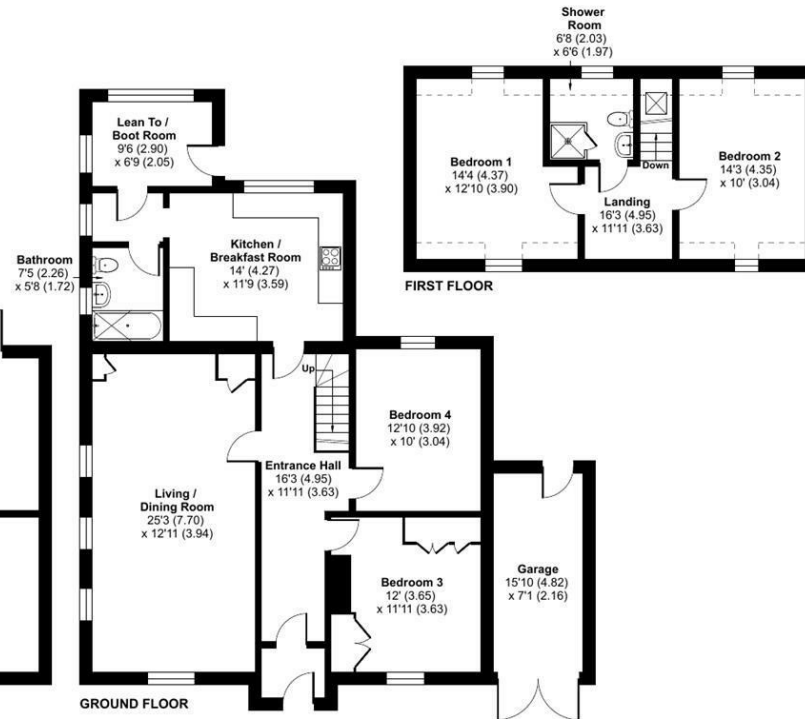 Shower
Room
6'8 (2.03)
x 6'6 (1.97)
Bedroom 1
14'4 (4.37)
x 12'10 (3.90)
Down
Landing
16'3 (4.95)
x 11'11 (3.63)
Bedroom 2
14'3 (4.35)
x 10' (3.04)
FIRST FLOOR
Lean To /
Boot Room
9'6 (2.90)
x 6'9 (2.05)
Bathroom
7'5 (2.26)
x 5'8 (1.72)
Kitchen /
Breakfast Room
14' (4.27)
x 11'9 (3.59)
Up
Bedroom 4
12'10 (3.92)
x 10' (3.04)
Entrance Hall
16'3 (4.95)
x 11'11 (3.63)
Living /
Dining Room
25'3 (7.70)
x 12'11 (3.94)
Bedroom 3
12' (3.65)
x 11'11 (3.63)
Garage
15'10 (4.82)
x 7'1 (2.16)
GROUND FLOOR